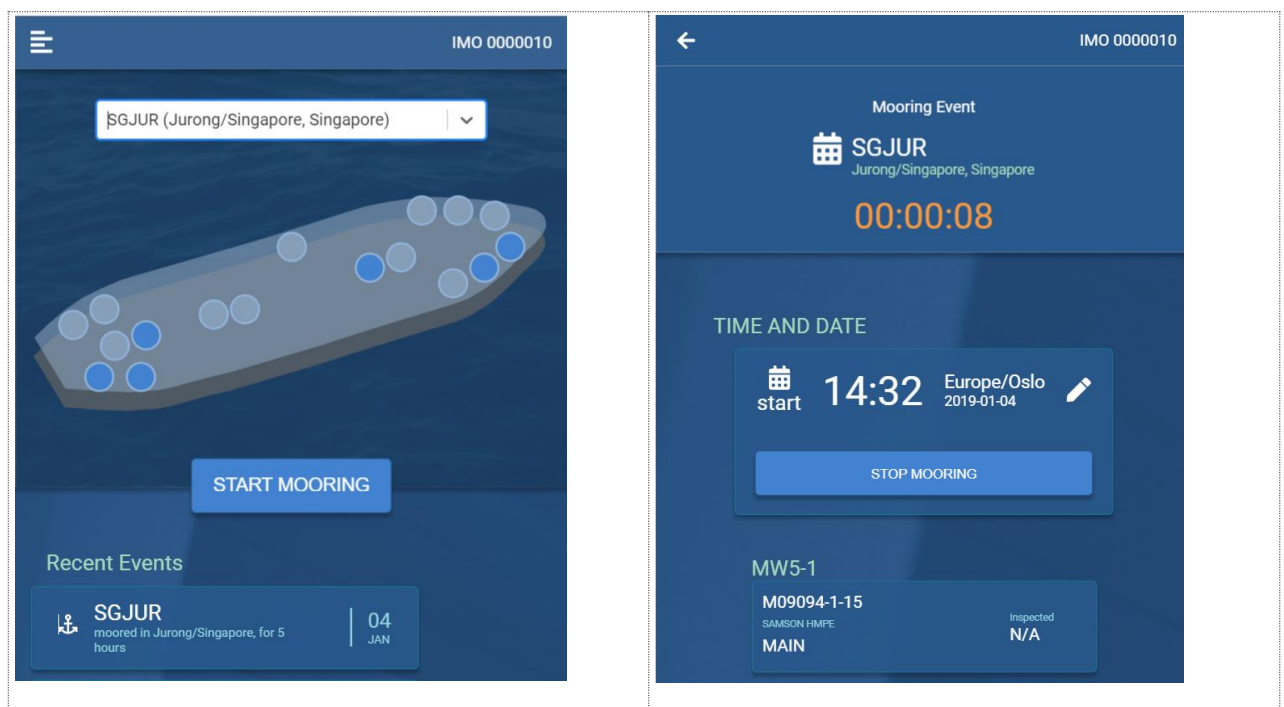 IMO 0000010
SGJUR (Jurong/Singapore, Singapore)
START MOORING
Recent Events
SGJUR
moored in Jurong/Singapore, for 5
hours
04
JAN
IMO 0000010
Mooring Event
SGJUR
Jurong/Singapore, Singapore
00:00:08
TIME AND DATE
start
14:32
Europe/Oslo
2019-01-04
STOP MOORING
MW5-1
M09094-1-15
SAMSON HMPE
MAIN
Inspected
N/A